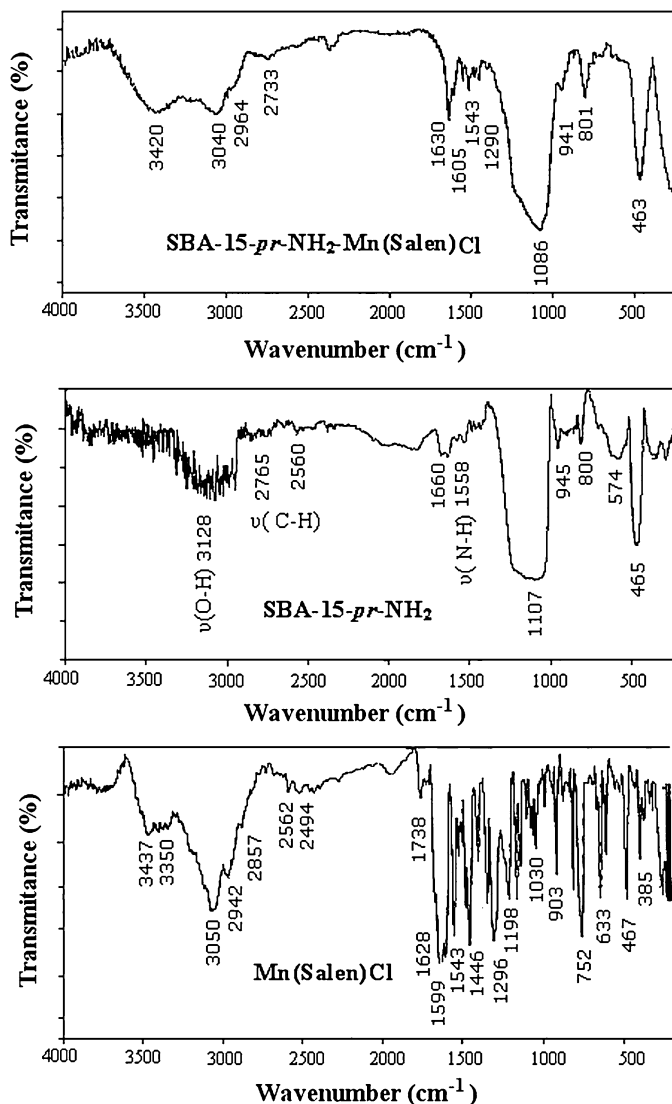 Transmitance (%)
3420
3040
2964
2733
1630
1605
1543
1290
1086
941
801
463
SBA-15-pr-NH2-Mn(Salen)Cl
4000 3500 3000 2500 2000 1500 1000 500
Wavenumber (cm-1)
Transmitance (%)
υ(O-H) 3128
2765
2560
υ( C-H)
1660
1558
υ( N-H)
1107
945
800
574
465
SBA-15-pr-NH2
4000 3500 3000 2500 2000 1500 1000 500
Wavenumber (cm-1)
Transmitance (%)
3437
3350
3050
2942
2857
2562
2494
1738
1628
1599
1543
1446
1296
1198
1030
903
752
633
467
385
Mn(Salen)Cl
4000 3500 3000 2500 2000 1500 1000 500
Wavenumber (cm-1)